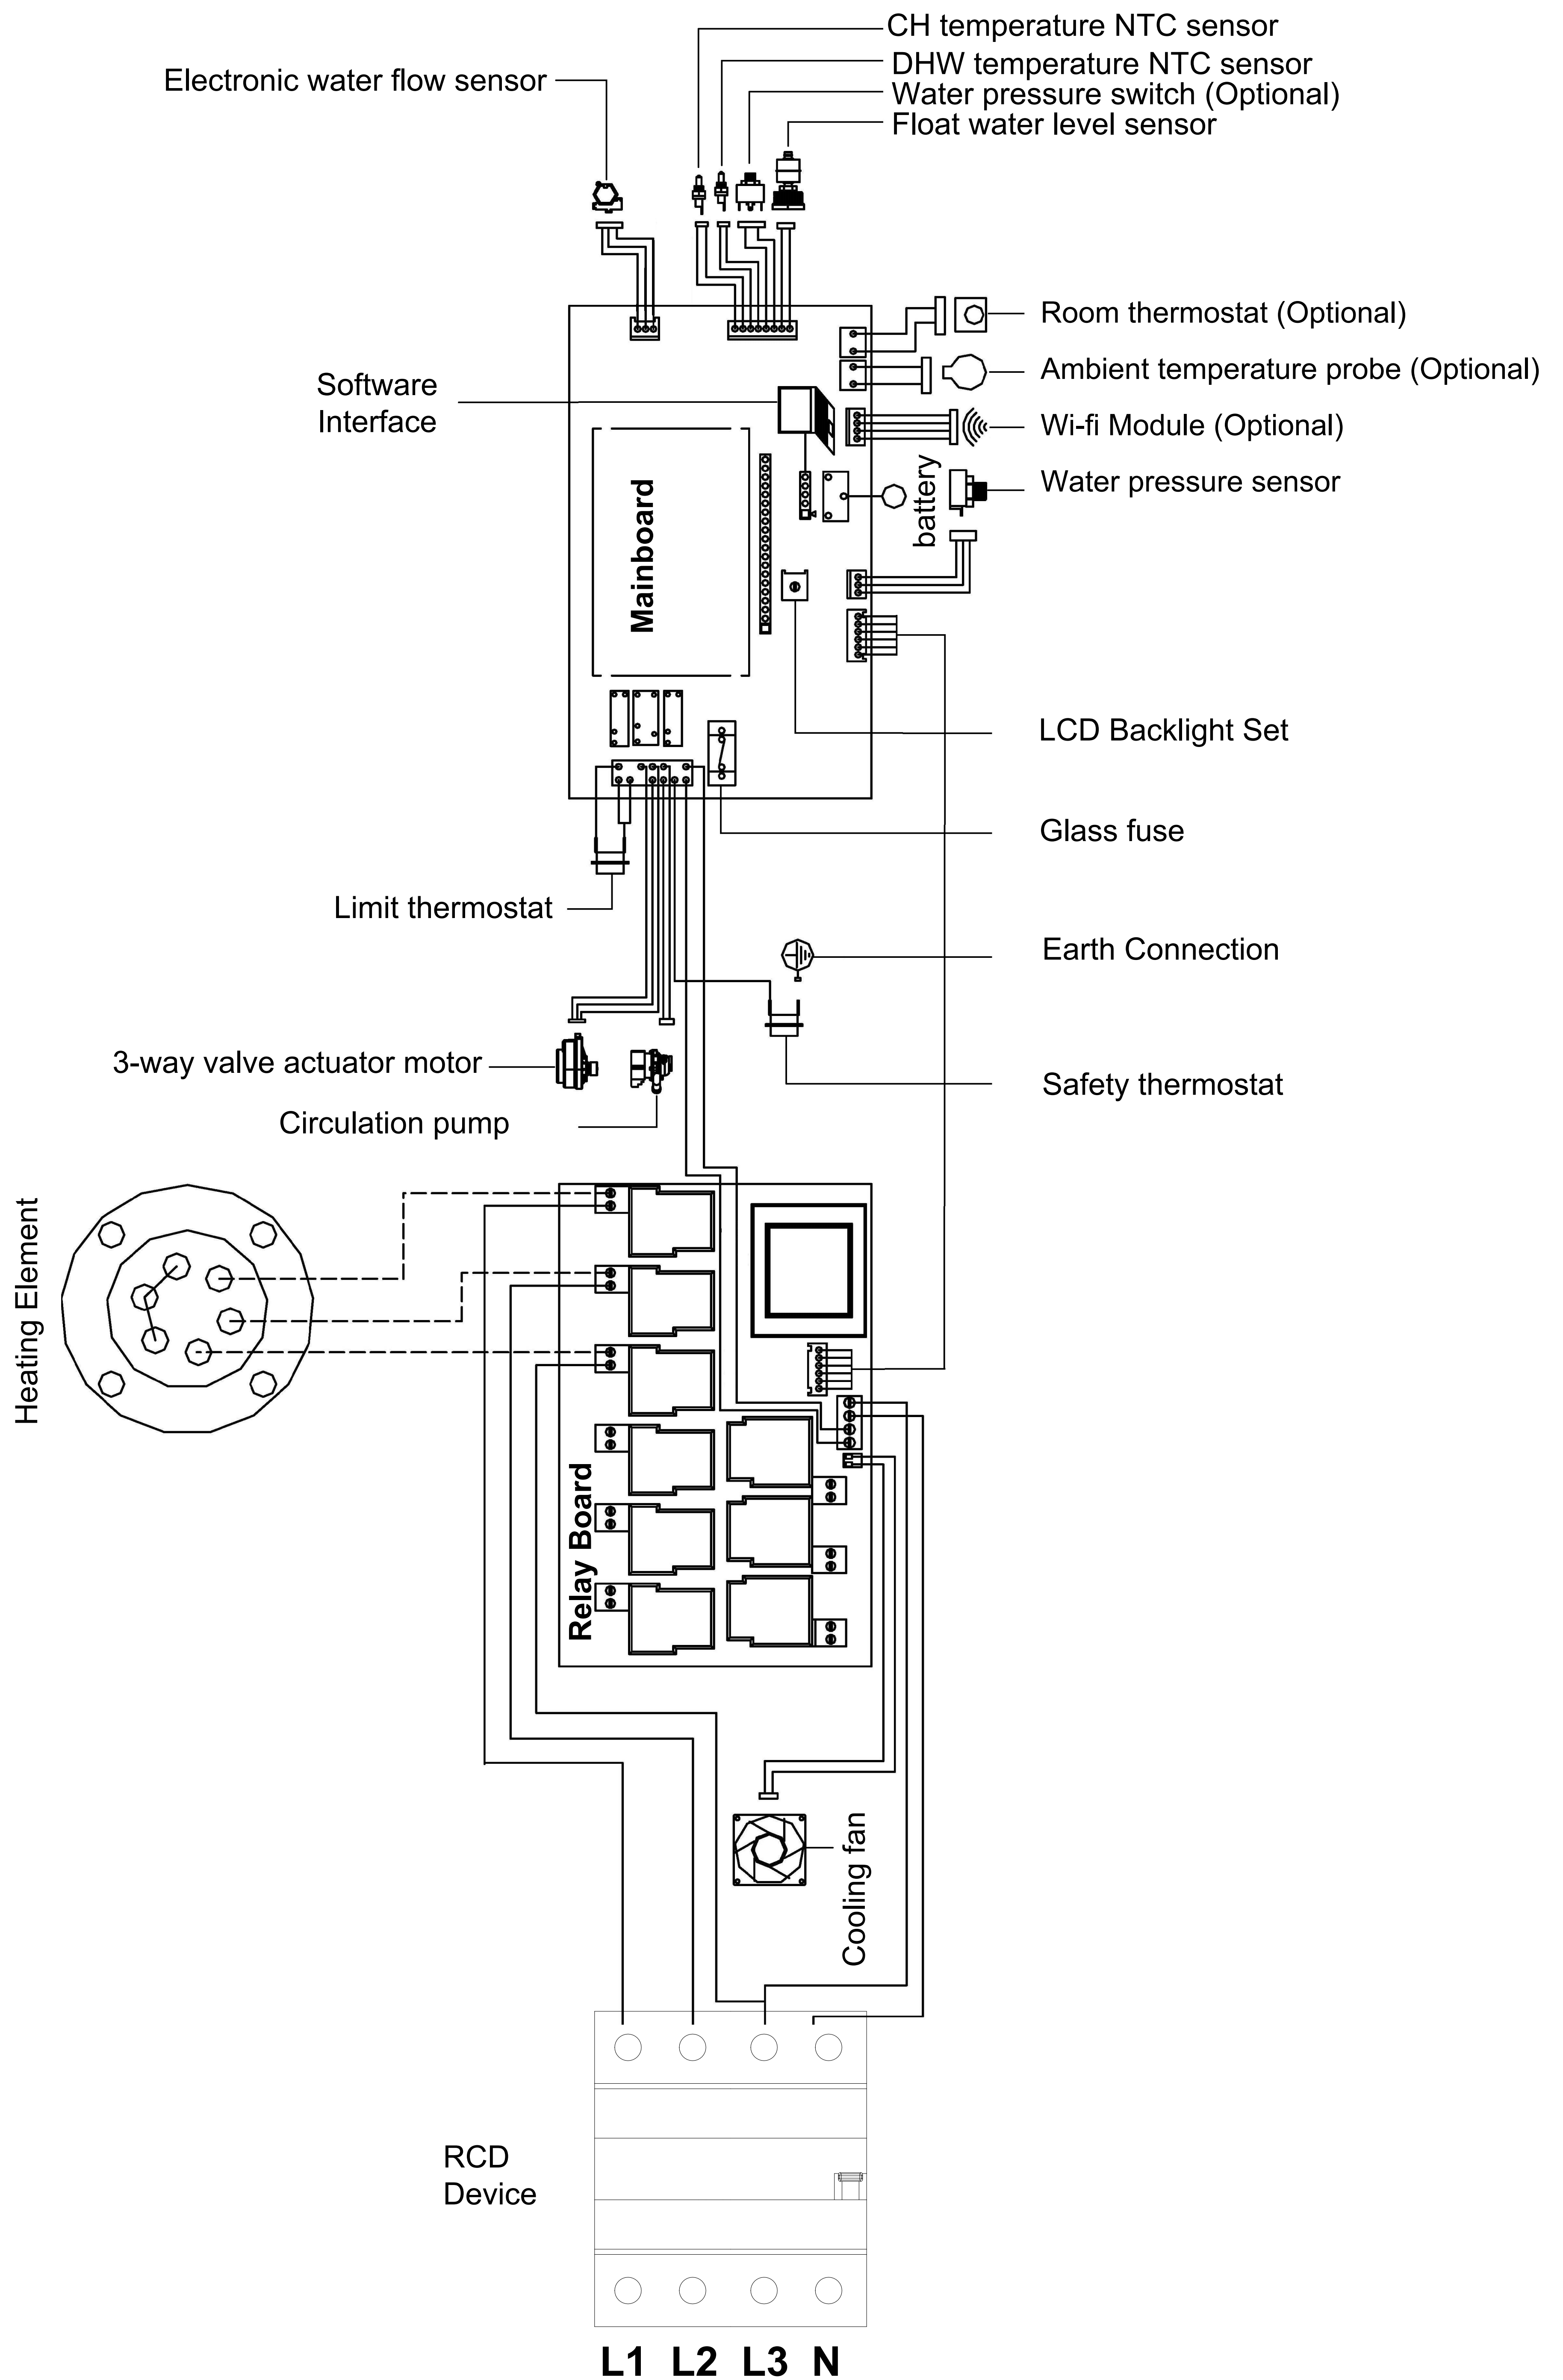 CH temperature NTC sensor
Electronic water flow sensor
DHW temperature NTC sensor
Water pressure switch (Optional)
Float water level sensor
Room thermostat (Optional)
Software
Interface
Ambient temperature probe (Optional)
Wi-fi Module (Optional)
battery
Water pressure sensor
Mainboard
LCD Backlight Set
Glass fuse
Limit thermostat
Earth Connection
3-way valve actuator motor
Safety thermostat
Circulation pump
Heating Element
Relay Board
Cooling fan
RCD
Device
L1 L2 L3 N